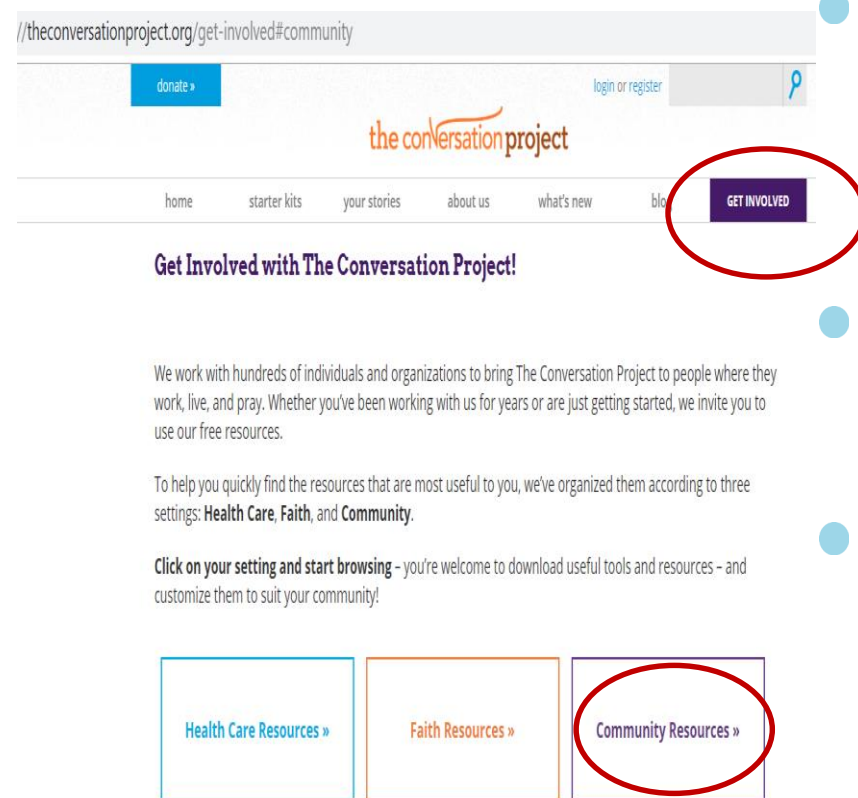 //theconversationproject.org/get-involved#community
donate »
login or register
the conversation project
home starter kits your stories about us what's new blo GET INVOLVED
Get Involved with The Conversation Project!
We work with hundreds of individuals and organizations to bring The Conversation Project to people where they
work, live, and pray. Whether you've been working with us for years or are just getting started, we invite you to
use our free resources.
To help you quickly find the resources that are most useful to you, we've organized them according to three
settings: Health Care, Faith, and Community.
Click on your setting and start browsing – you're welcome to download useful tools and resources – and
customize them to suit your community!
Health Care Resources » Faith Resources » Community Resources »